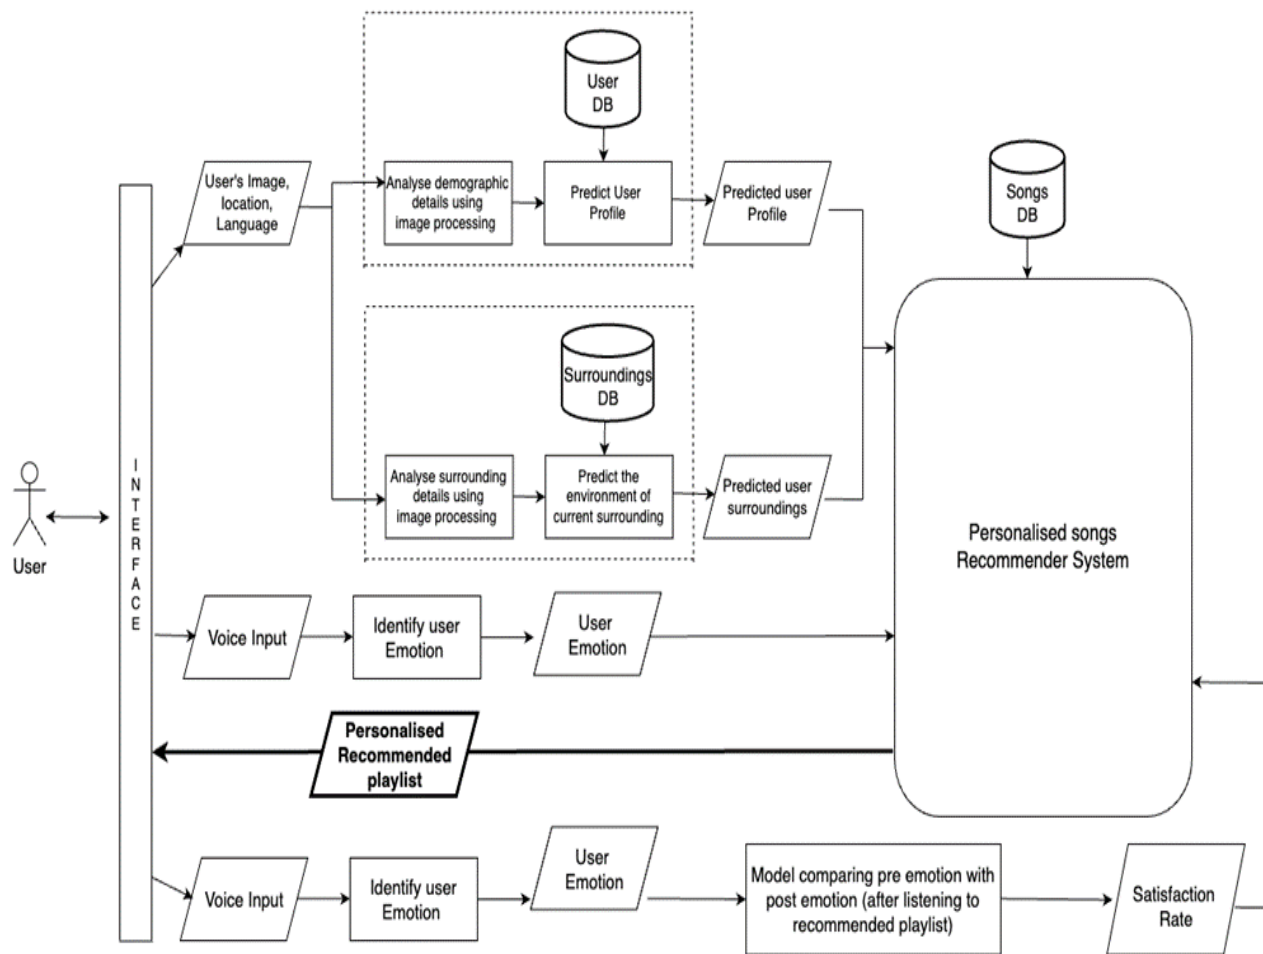 User
DB
Songs
DB
User's Image,
location,
Language
Analyse demographic
details using
image processing
Predict User
Profile
Predicted user
Profile
Surroundings
DB
Analyse surrounding
details using
image processing
Predict the
environment of
current surrounding
Predicted user
surroundings
User
INTERFACE
Personalised songs
Recommender System
Voice Input
Identify user
Emotion
User
Emotion
Personalised
Recommended
playlist
Voice Input
Identify user
Emotion
User
Emotion
Model comparing pre emotion with
post emotion (after listening to
recommended playlist)
Satisfaction
Rate